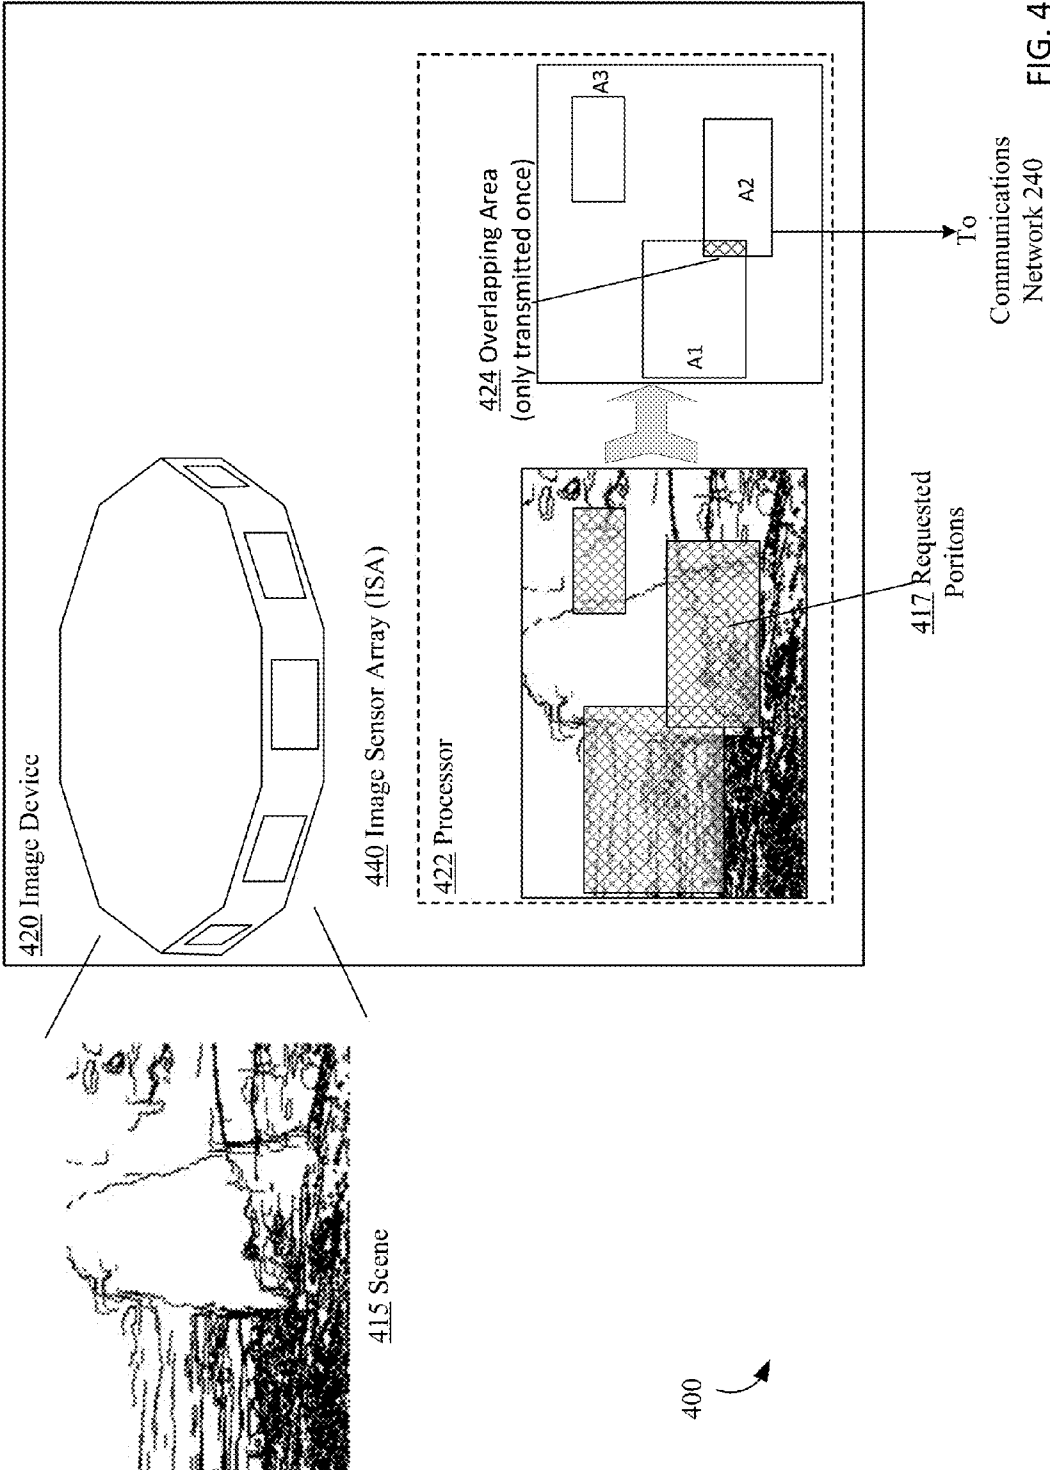 420 Image Device
440 Image Sensor Array (ISA)
422 Processor
424 Overlapping Area
(only transmitted once)
A1
A2
A3
417 Requested
Poritons
415 Scene
400
To
Communications
Network 240
FIG. 4